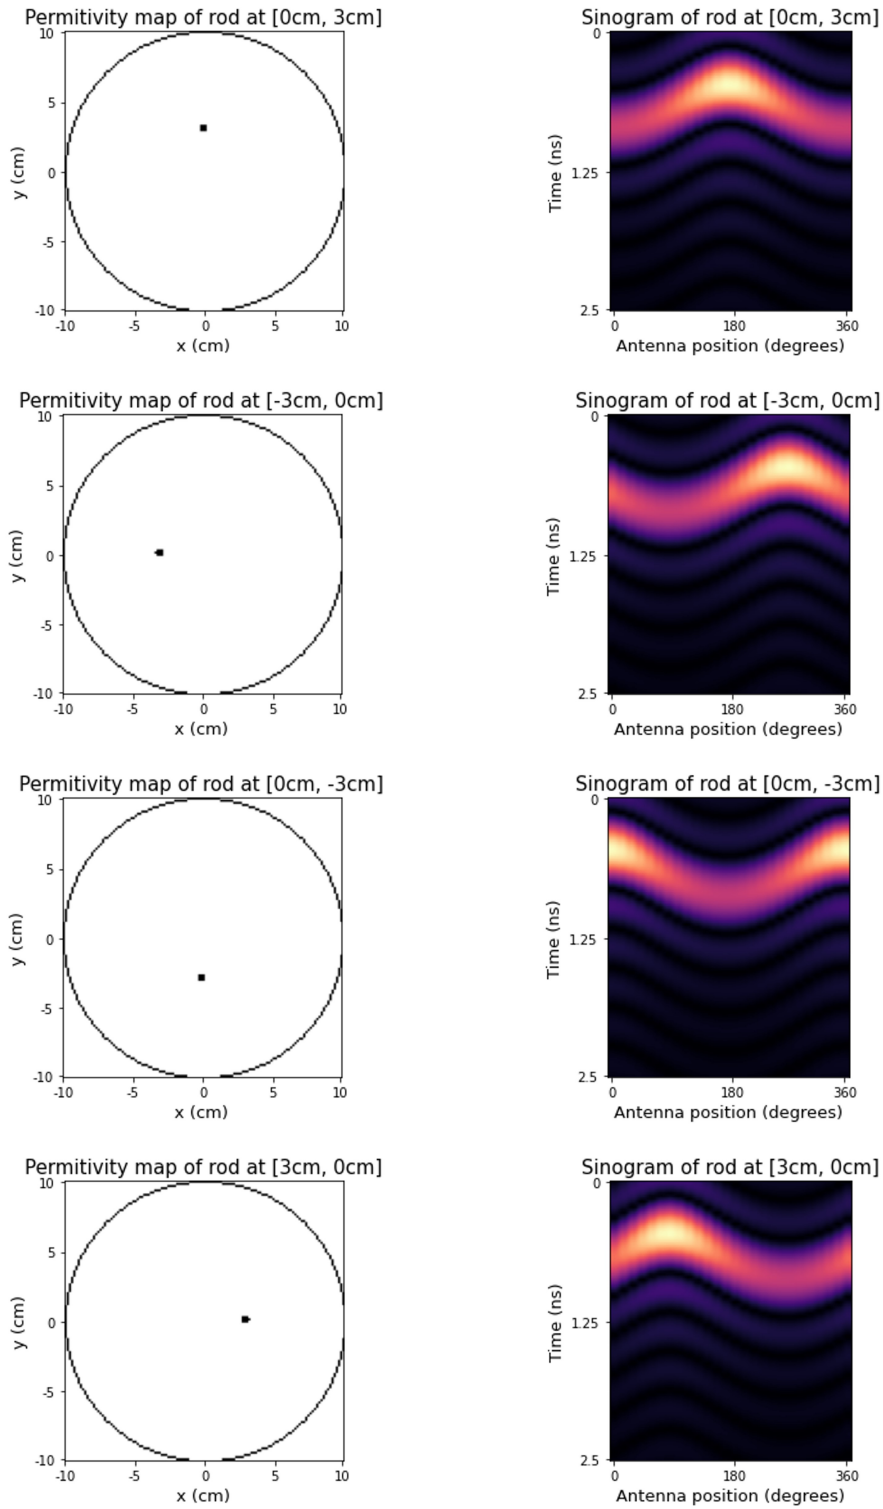 Permitivity map of rod at [0cm, 3cm]
10
5
0
-5
-10
y (cm)
-10 -5 0 5 10
x (cm)
Sinogram of rod at [0cm, 3cm]
0
1.25
2.5
Time (ns)
0 180 360
Antenna position (degrees)
Permitivity map of rod at [-3cm, 0cm]
10
5
0
-5
-10
y (cm)
-10 -5 0 5 10
x (cm)
Sinogram of rod at [-3cm, 0cm]
0
1.25
2.5
Time (ns)
0 180 360
Antenna position (degrees)
Permitivity map of rod at [0cm, -3cm]
10
5
0
-5
-10
y (cm)
-10 -5 0 5 10
x (cm)
Sinogram of rod at [0cm, -3cm]
0
1.25
2.5
Time (ns)
0 180 360
Antenna position (degrees)
Permitivity map of rod at [3cm, 0cm]
10
5
0
-5
-10
y (cm)
-10 -5 0 5 10
x (cm)
Sinogram of rod at [3cm, 0cm]
0
1.25
2.5
Time (ns)
0 180 360
Antenna position (degrees)